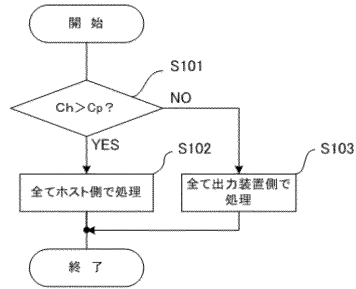 開 始
S101
Ch>Cp?
NO
YES
S102
全てホスト側で処理
S103
全て出力装置側で
処理
終 了